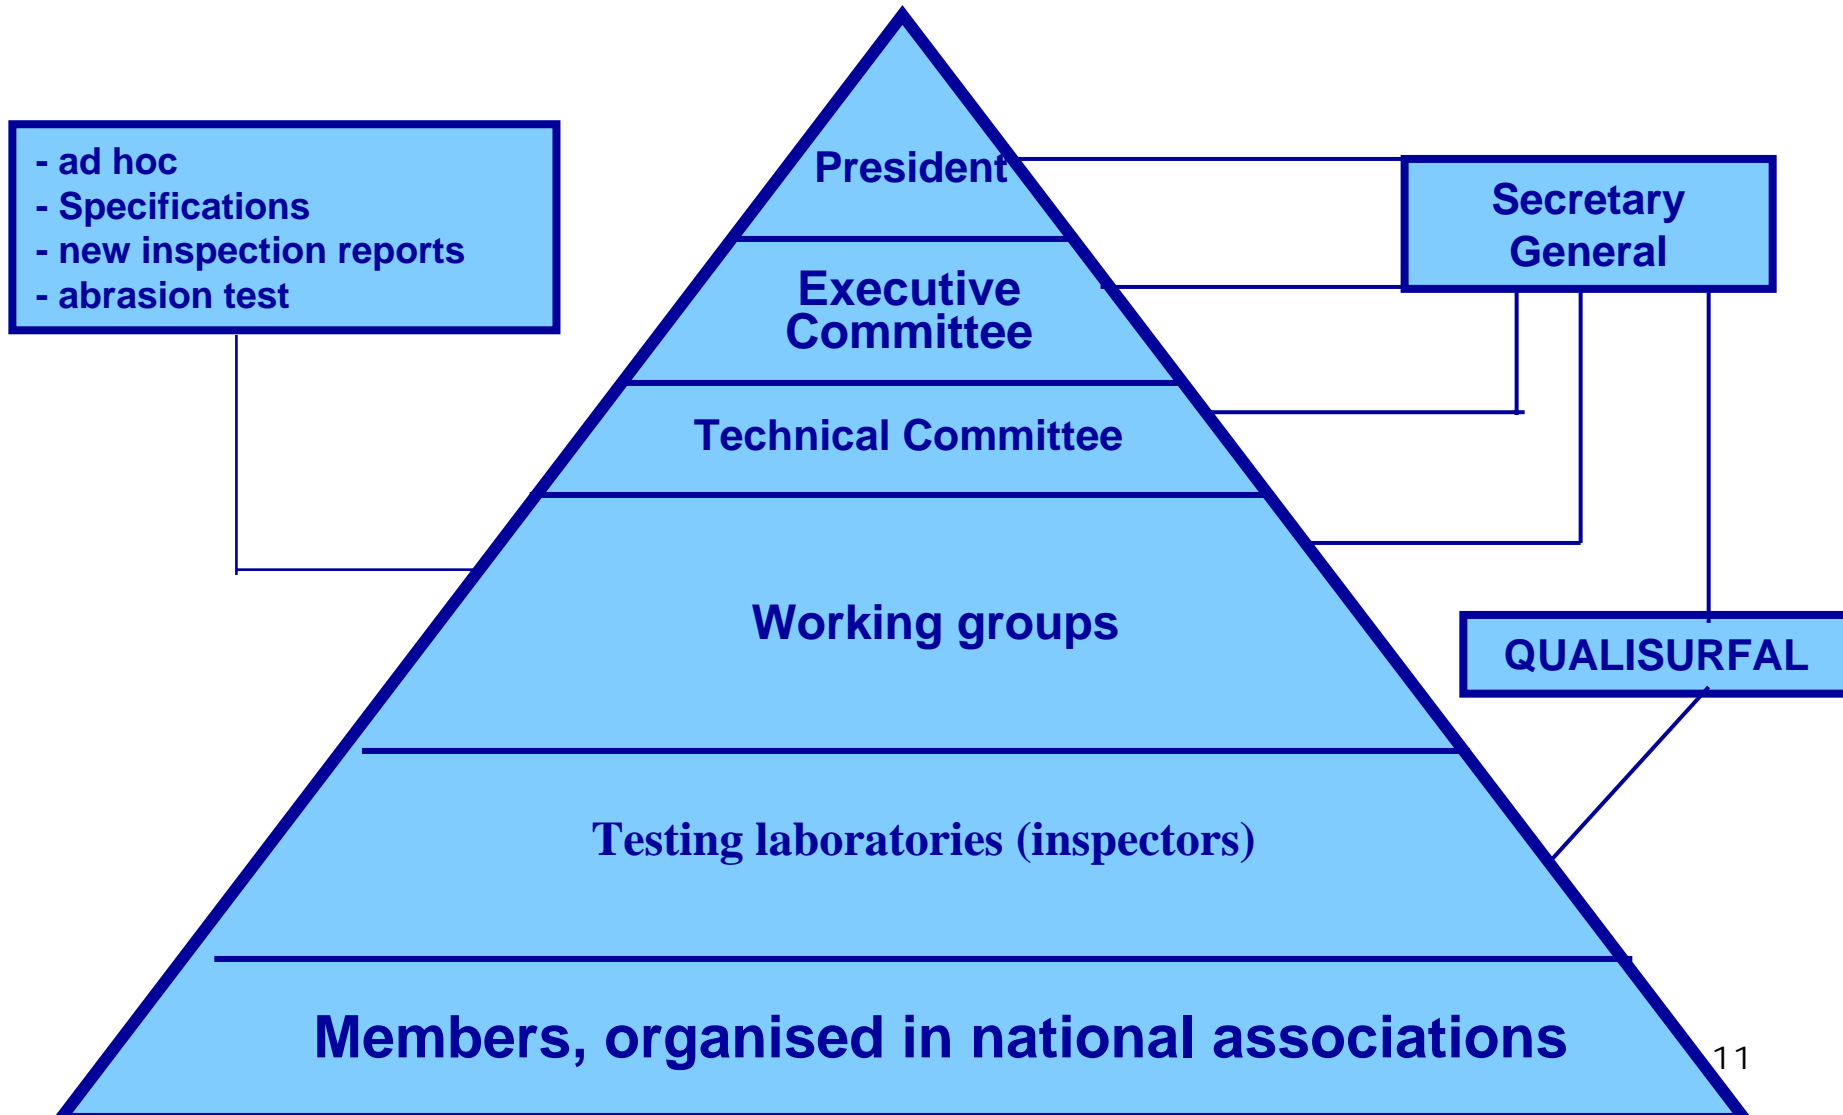 - ad hoc
- Specifications
- new inspection reports
- abrasion test
President
Secretary
General
Executive
Committee
Technical Committee
Working groups
QUALISURFAL
Testing laboratories (inspectors)
Members, organised in national associations
11